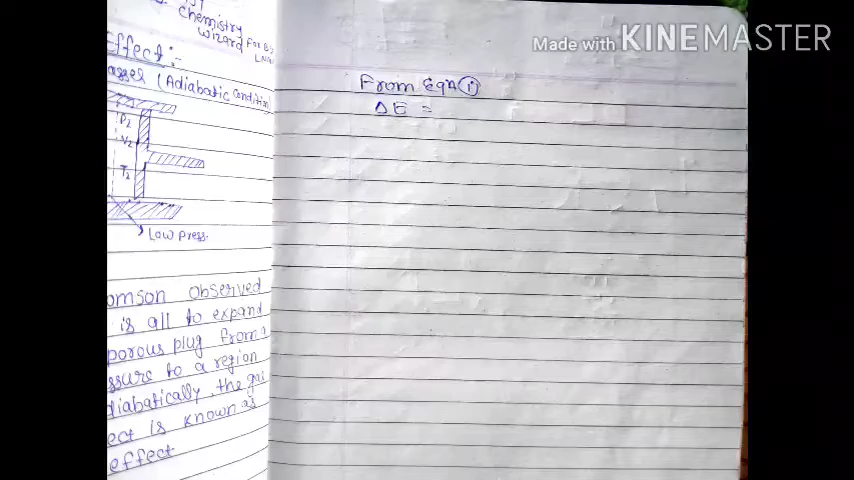 Chemistry
Wizard For B.
Effect :-
(Adiabatic Condition)
P2
V2
T2
Low press.
omson observed
is all to expand
porous plug from a
ssure to a region
diabatically, the gas
ect is known as
effect
From Eqn (i)
ΔE =
Made with KINEMASTER